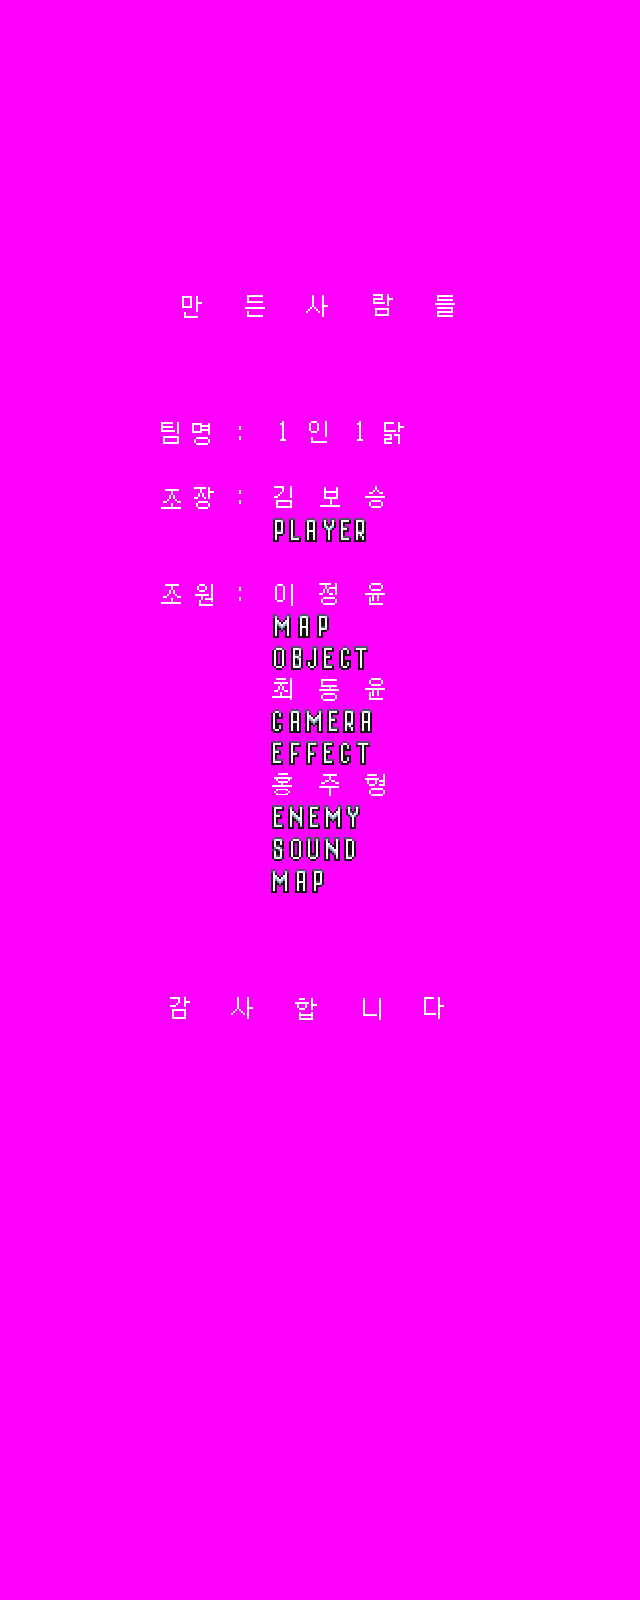 만 든 사 람 들
팀명 : 1 인 1 닭
조장 : 김 보 승
PLAYER
조원 : 이 정 윤
MAP
OBJECT
최 동 윤
CAMERA
EFFECT
홍 주 형
ENEMY
SOUND
MAP
감 사 합 니 다